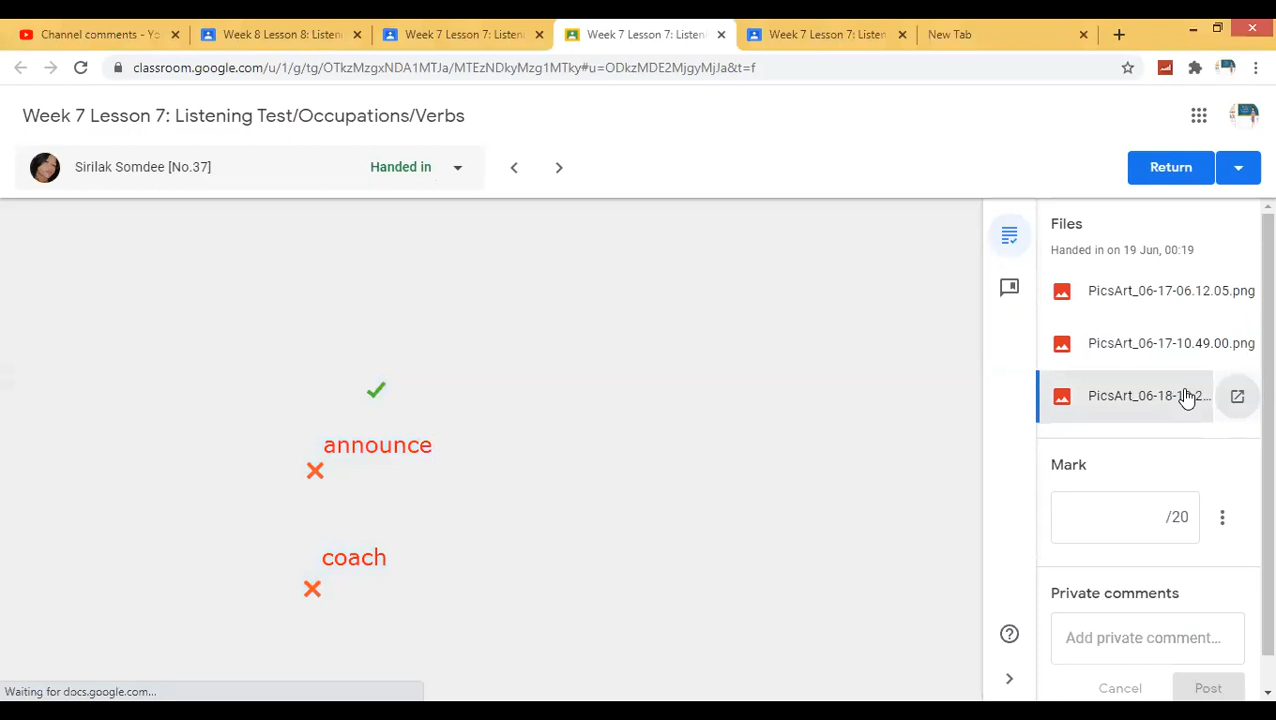 Channel comments - Yo
Week 8 Lesson 8: Listeni
Week 7 Lesson 7: Listeni
Week 7 Lesson 7: Listen
Week 7 Lesson 7: Listen
New Tab
classroom.google.com/u/1/g/tg/OTkzMzgxNDA1MTJa/MTEzNDkyMzg1MTky#u=ODkzMDE2MjgyMjJa&t=f
Week 7 Lesson 7: Listening Test/Occupations/Verbs
Sirilak Somdee [No.37] Handed in
Return
Files
Handed in on 19 Jun, 00:19
PicsArt_06-17-06.12.05.png
PicsArt_06-17-10.49.00.png
PicsArt_06-18-1
announce
coach
Mark
/20
Private comments
Add private comment...
Cancel Post
Waiting for docs.google.com...